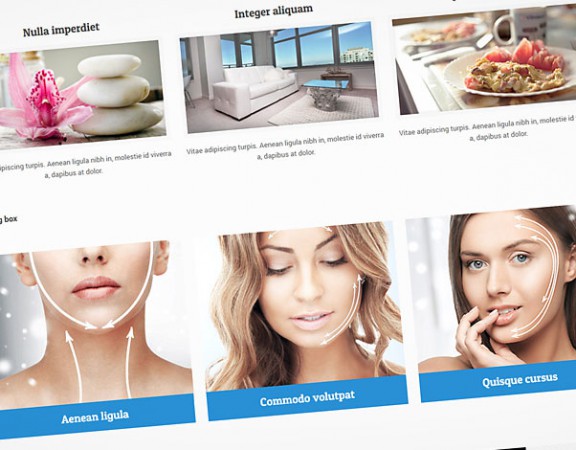 Nulla imperdiet
Integer aliquam
adipiscing turpis. Aenean ligula nibh in, molestie id viverra
a, dapibus at dolor.
Vitae adipiscing turpis. Aenean ligula nibh in, molestie id viverra
a, dapibus at dolor.
Vitae adipiscing turpis. Aenean ligula nibh in, molestie id
a, dapibus at dolor.
box
Aenean ligula
Commodo volutpat
Quisque cursus